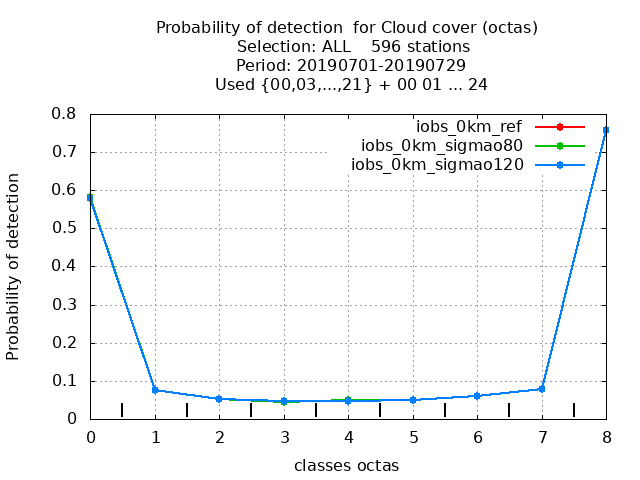 Probability of detection  for Cloud cover (octas)
Selection: ALL    596 stations
Period: 20190701-20190729
Used {00,03,...,21} + 00 01 ... 24
iobs_0km_ref
iobs_0km_sigmao80
iobs_0km_sigmao120
Probability of detection
0.8
0.7
0.6
0.5
0.4
0.3
0.2
0.1
0
0 1 2 3 4 5 6 7 8
classes octas